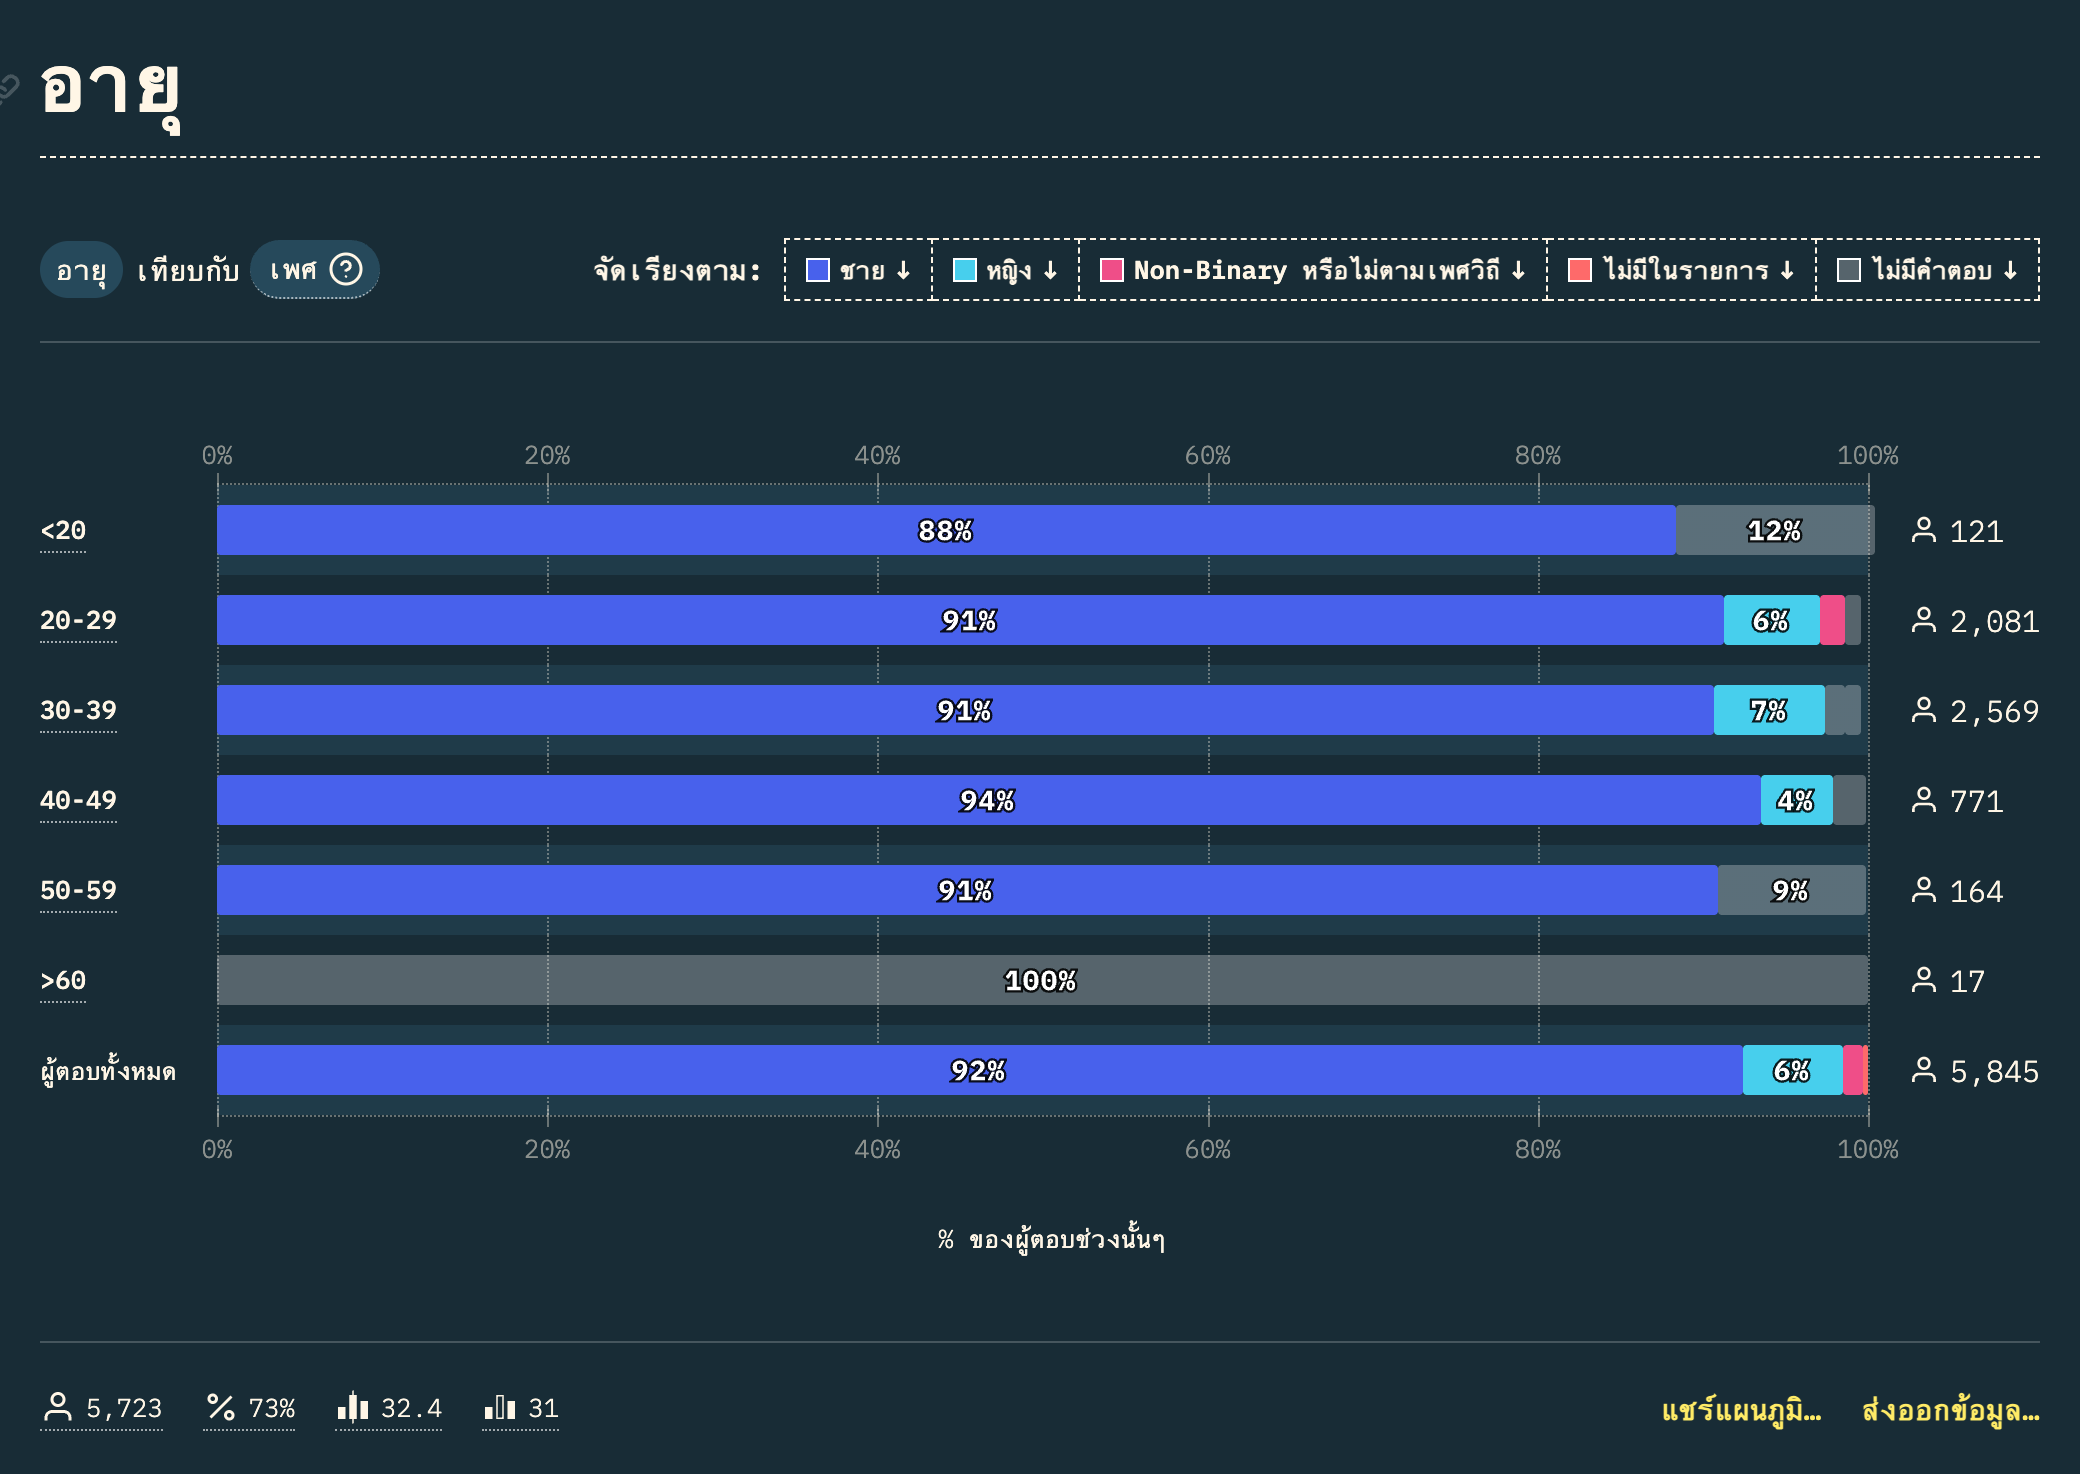 อายุ
อายุ เทียบกับ เพศ ?
จัดเรียงตาม: ชาย ↓ หญิง ↓ Non-Binary หรือไม่ตามเพศวิถี ↓ ไม่มีในรายการ ↓ ไม่มีคำตอบ ↓
0% 20% 40% 60% 80% 100%
<20 88% 12% 121
20-29 91% 6% 2,081
30-39 91% 7% 2,569
40-49 94% 4% 771
50-59 91% 9% 164
>60 100% 17
ผู้ตอบทั้งหมด 92% 6% 5,845
0% 20% 40% 60% 80% 100%
% ของผู้ตอบช่วงนั้นๆ
5,723 % 73% 32.4 31
แชร์แผนภูมิ… ส่งออกข้อมูล…